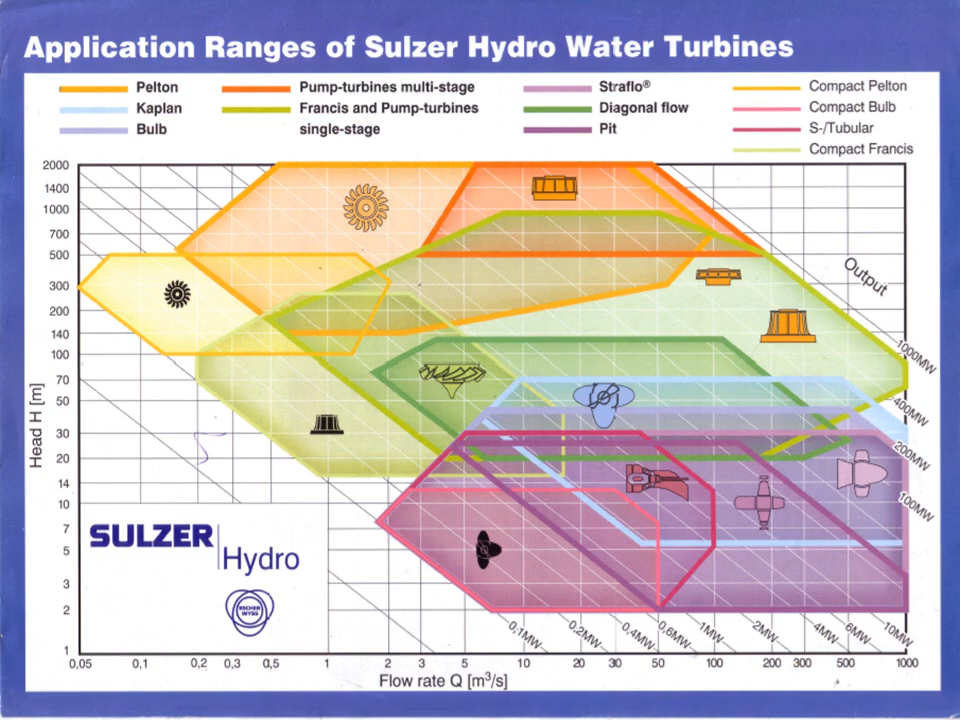 Application Ranges of Sulzer Hydro Water Turbines
Pelton
Kaplan
Bulb
Pump-turbines multi-stage
Francis and Pump-turbines
single-stage
Straflo®
Diagonal flow
Pit
Compact Pelton
Compact Bulb
S-/Tubular
Compact Francis
2000
1400
1000
700
500
300
200
140
100
70
50
30
20
14
10
7
5
3
2
1
Head H [m]
Output
1000MW
400MW
200MW
100MW
SULZER
Hydro
ESCHER
WYSS
0,1MW
0,2MW
0,4MW
0,6MW
1MW
2MW
4MW
6MW
10MW
0,05
0,1
0,2
0,3
0,5
1
2
3
5
10
20
30
50
100
200
300
500
1000
Flow rate Q [m³/s]